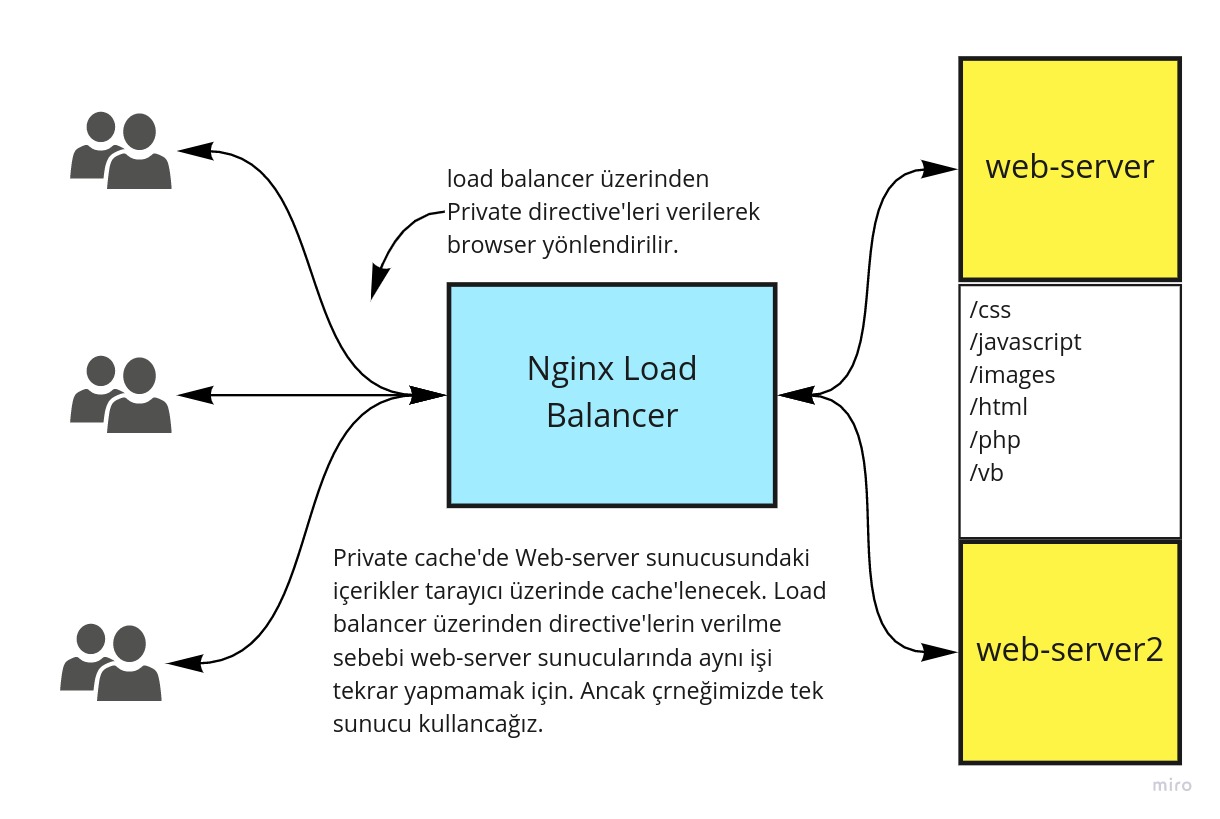 load balancer üzerinden
Private directive'leri verilerek
browser yönlendirilir.
web-server
Nginx Load
Balancer
/css
/javascript
/images
/html
/php
/vb
Private cache'de Web-server sunucusundaki
içerikler tarayıcı üzerinde cache'lenecek. Load
balancer üzerinden directive'lerin verilme
sebebi web-server sunucularında aynı işi
tekrar yapmamak için. Ancak çrneğimizde tek
sunucu kullancağız.
web-server2
miro